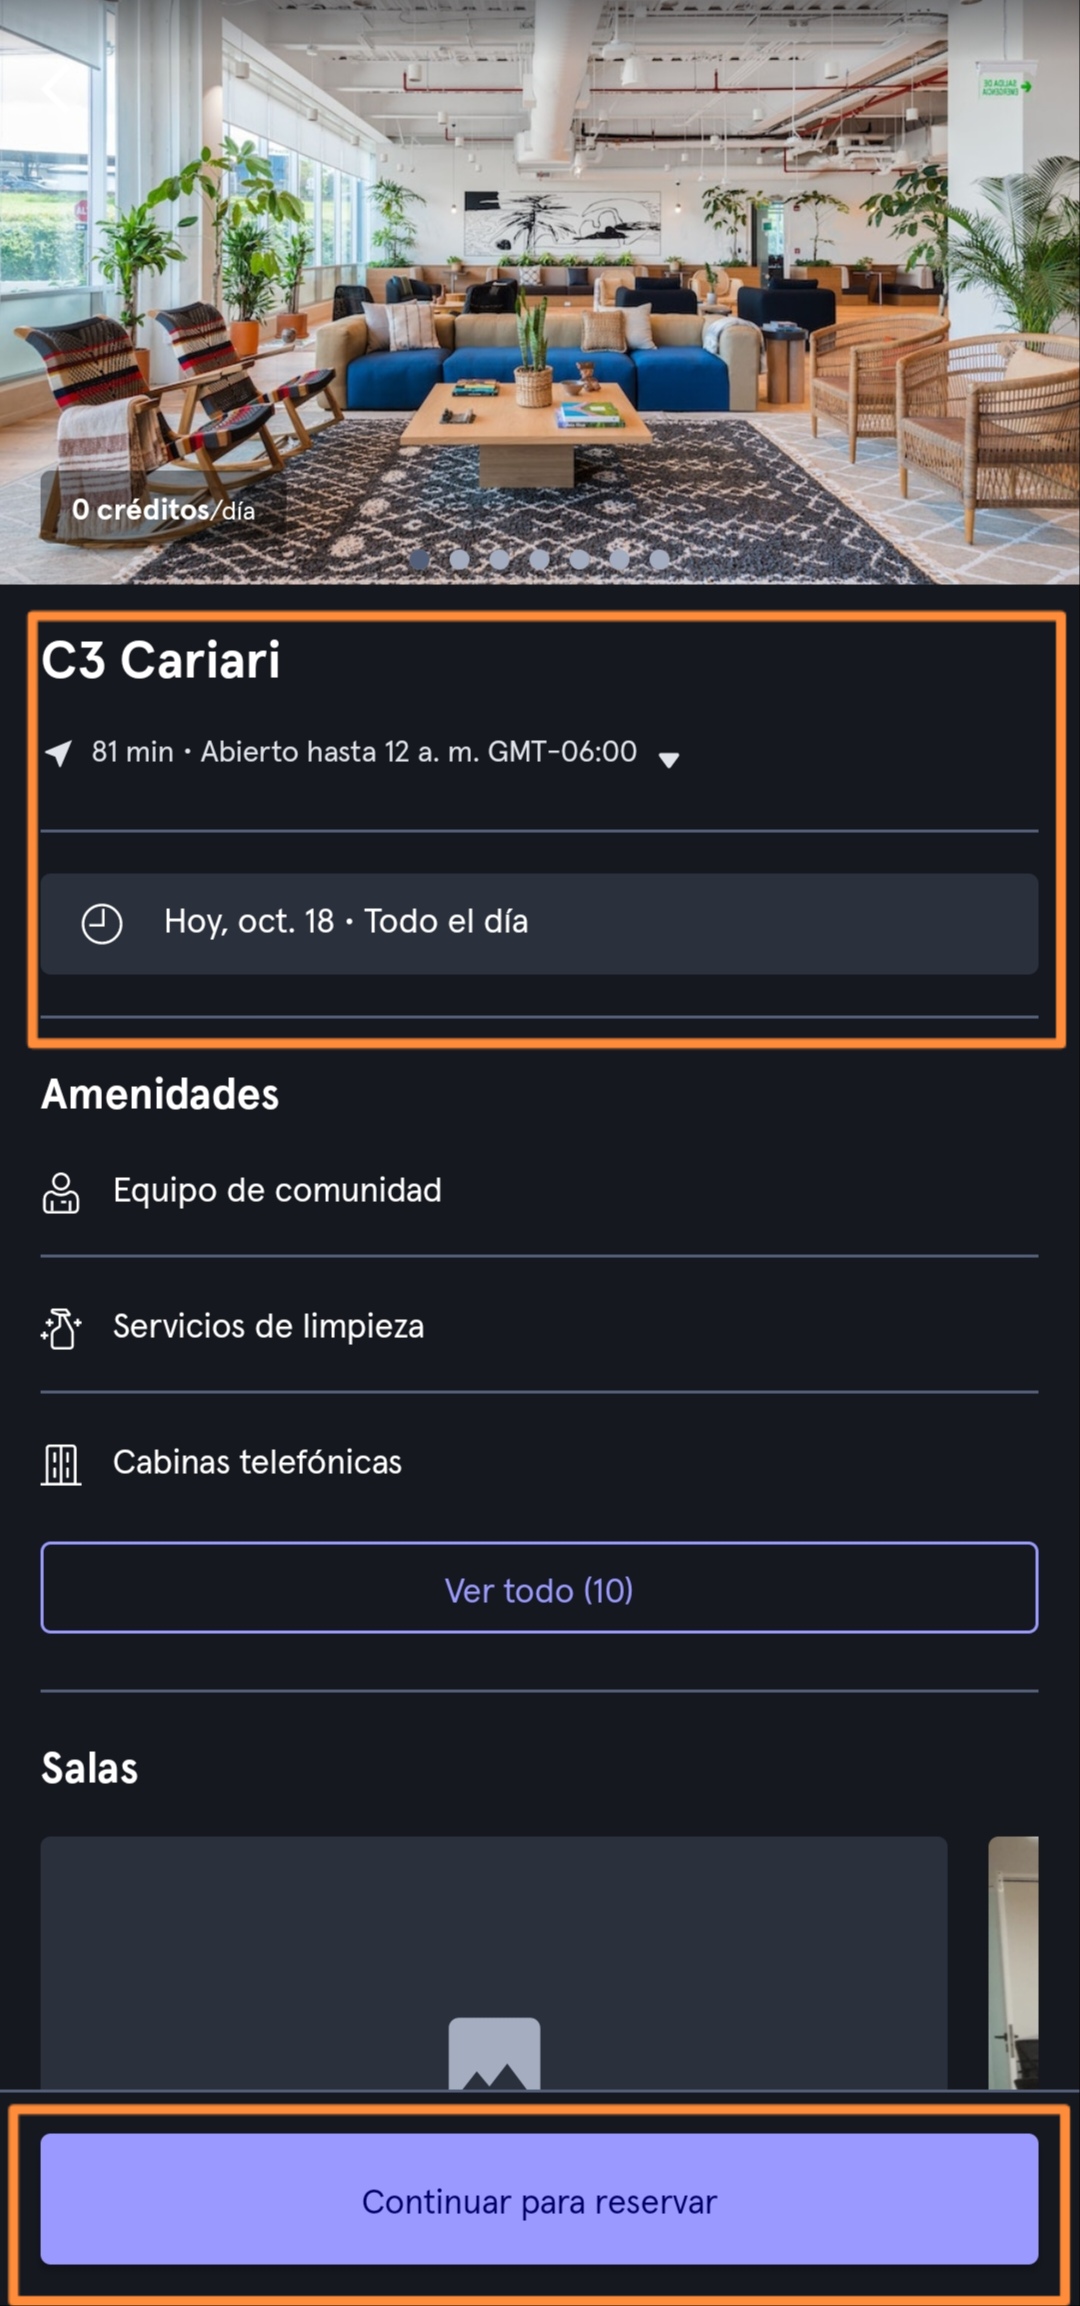 0 créditos/día
C3 Cariari
81 min • Abierto hasta 12 a. m. GMT-06:00
Hoy, oct. 18 • Todo el día
Amenidades
Equipo de comunidad
Servicios de limpieza
Cabinas telefónicas
Ver todo (10)
Salas
Continuar para reservar